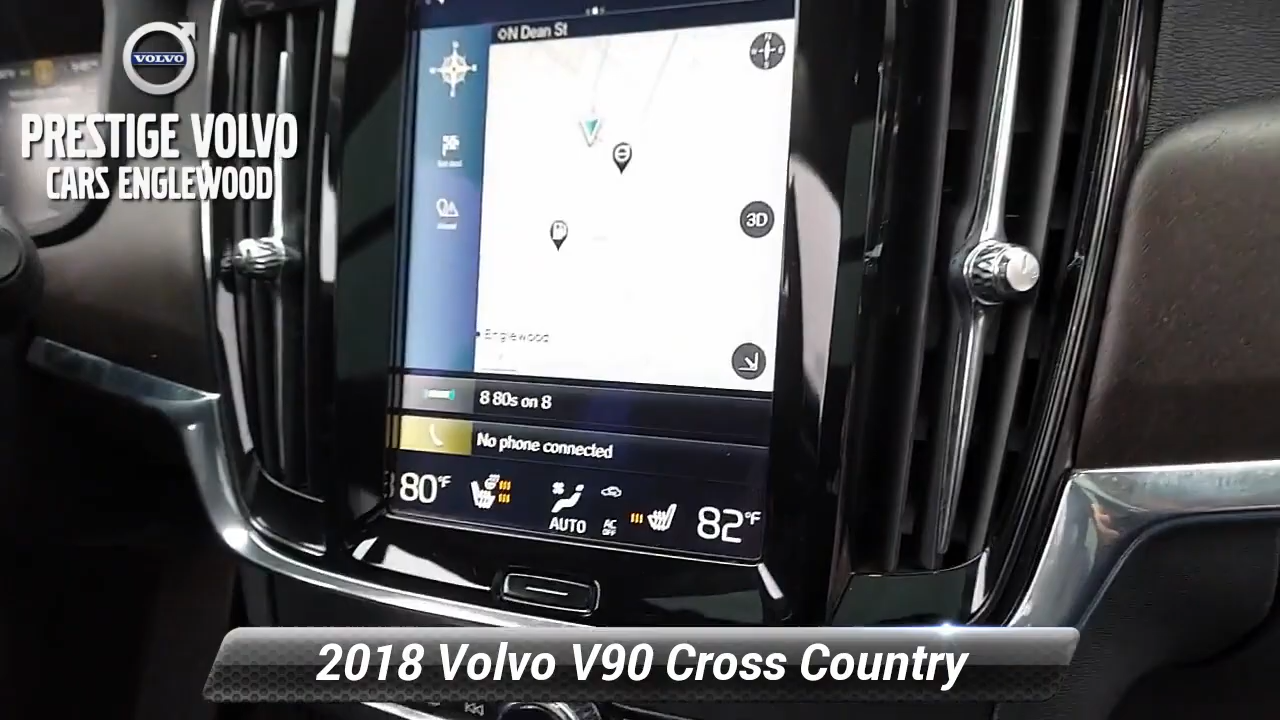 N Dean St
VOLVO
PRESTIGE VOLVO
CARS ENGLEWOOD
3D
Englewood
8 80s on 8
No phone connected
80°F
AUTO
AC
OFF
82°F
2018 Volvo V90 Cross Country